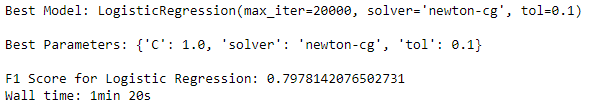 Best Model: LogisticRegression(max_iter=20000, solver='newton-cg', tol=0.1)
Best Parameters: {'C': 1.0, 'solver': 'newton-cg', 'tol': 0.1}
F1 Score for Logistic Regression: 0.7978142076502731
Wall time: 1min 20s